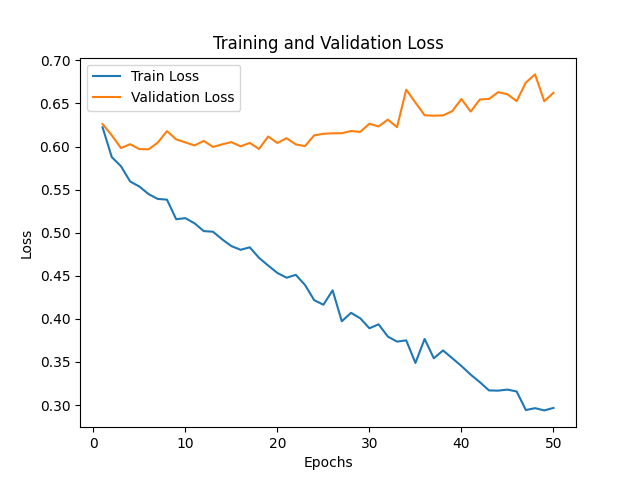 Training and Validation Loss
Train Loss
Validation Loss
0.70
0.65
0.60
0.55
0.50
0.45
0.40
0.35
0.30
Loss
0 10 20 30 40 50
Epochs